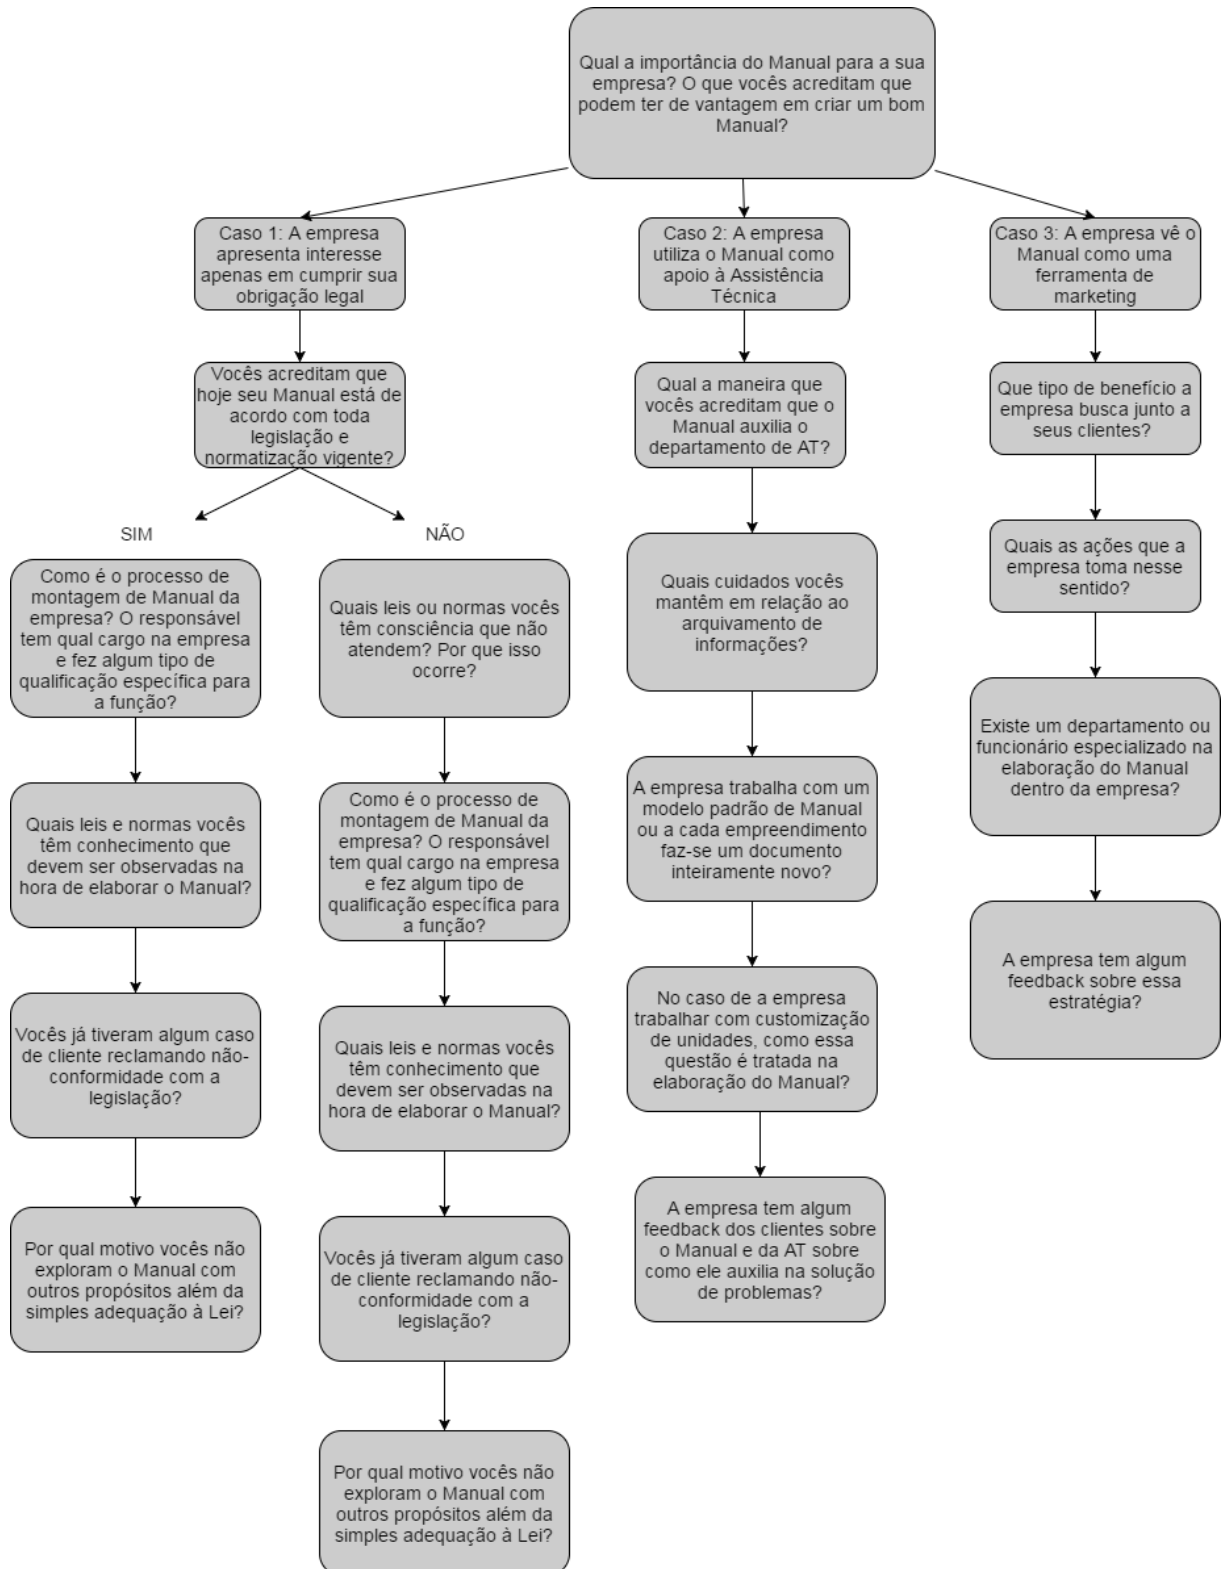 Qual a importância do Manual para a sua
empresa? O que vocês acreditam que
podem ter de vantagem em criar um bom
Manual?
Caso 1: A empresa
apresenta interesse
apenas em cumprir sua
obrigação legal
Vocês acreditam que
hoje seu Manual está de
acordo com toda
legislação e
normatização vigente?
SIM
Como é o processo de
montagem de Manual da
empresa? O responsável
tem qual cargo na empresa
e fez algum tipo de
qualificação específica para
a função?
Quais leis e normas vocês
têm conhecimento que
devem ser observadas na
hora de elaborar o Manual?
Vocês já tiveram algum caso
de cliente reclamando não-
conformidade com a
legislação?
Por qual motivo vocês não
exploram o Manual com
outros propósitos além da
simples adequação à Lei?
NÃO
Quais leis ou normas vocês
têm consciência que não
atendem? Por que isso
ocorre?
Como é o processo de
montagem de Manual da
empresa? O responsável
tem qual cargo na empresa
e fez algum tipo de
qualificação específica para
a função?
Quais leis e normas vocês
têm conhecimento que
devem ser observadas na
hora de elaborar o Manual?
Vocês já tiveram algum caso
de cliente reclamando não-
conformidade com a
legislação?
Por qual motivo vocês não
exploram o Manual com
outros propósitos além da
simples adequação à Lei?
Caso 2: A empresa
utiliza o Manual como
apoio à Assistência
Técnica
Qual a maneira que
vocês acreditam que o
Manual auxilia o
departamento de AT?
Quais cuidados vocês
mantêm em relação ao
arquivamento de
informações?
A empresa trabalha com um
modelo padrão de Manual
ou a cada empreendimento
faz-se um documento
inteiramente novo?
No caso de a empresa
trabalhar com customização
de unidades, como essa
questão é tratada na
elaboração do Manual?
A empresa tem algum
feedback dos clientes sobre
o Manual e da AT sobre
como ele auxilia na solução
de problemas?
Caso 3: A empresa vê o
Manual como uma
ferramenta de
marketing
Que tipo de benefício a
empresa busca junto a
seus clientes?
Quais as ações que a
empresa toma nesse
sentido?
Existe um departamento ou
funcionário especializado na
elaboração do Manual
dentro da empresa?
A empresa tem algum
feedback sobre essa
estratégia?